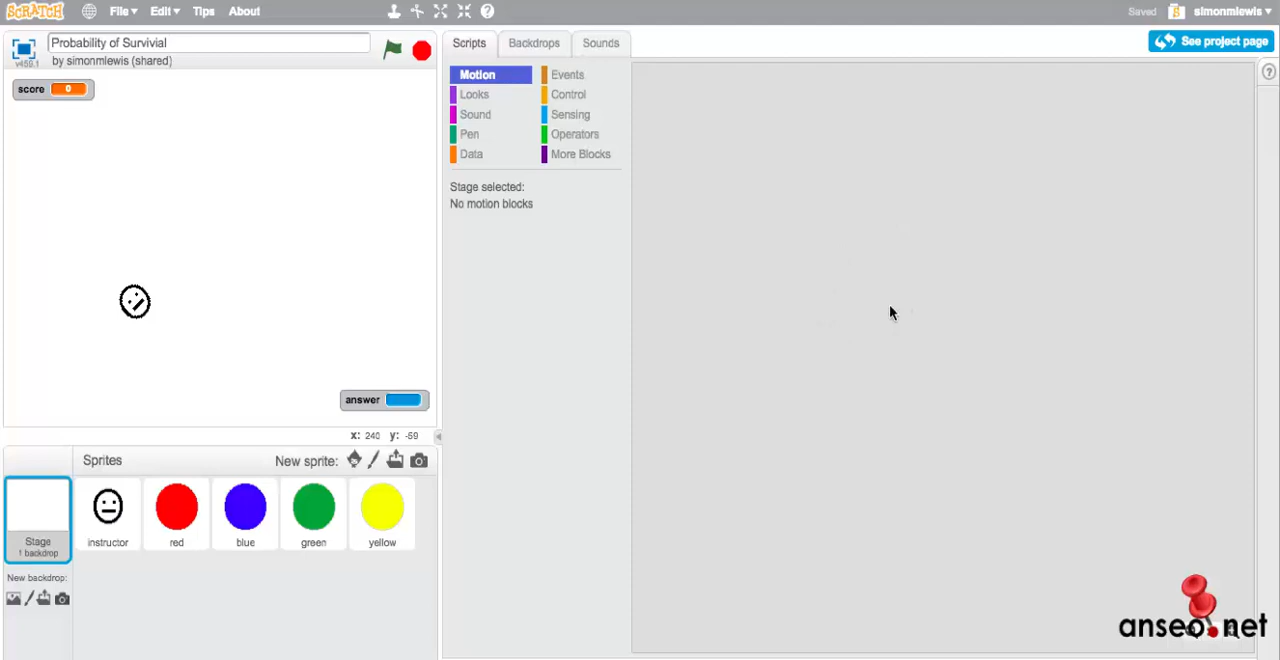 SCRATCH File Edit Tips About Saved simonmlewis
Probability of Survivial
v459.1 by simonmlewis (shared)
score 0
answer
x: 240 y: -59
Scripts Backdrops Sounds
See project page
Motion Events
Looks Control
Sound Sensing
Pen Operators
Data More Blocks
Stage selected:
No motion blocks
Sprites New sprite:
Stage
1 backdrop
New backdrop:
instructor red blue green yellow
anseo.net